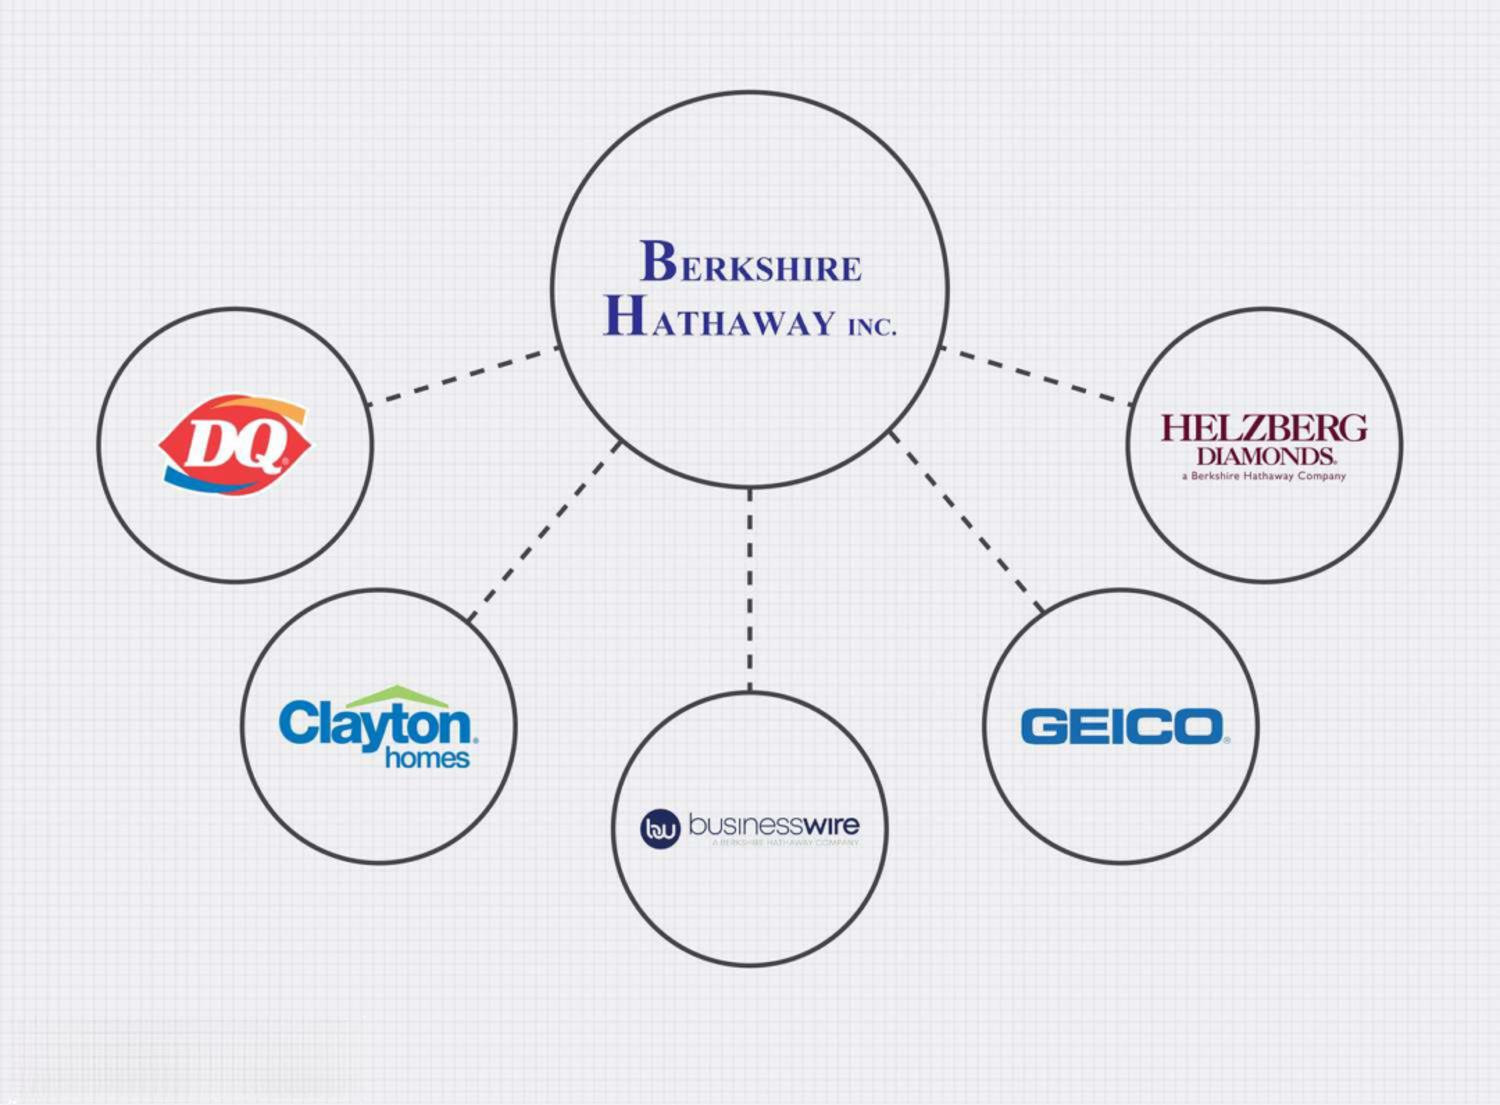 BERKSHIRE
HATHAWAY INC.
DQ®
HELZBERG
DIAMONDS®
a Berkshire Hathaway Company
Clayton®
homes
GEICO®
bw businesswire
A BERKSHIRE HATHAWAY COMPANY